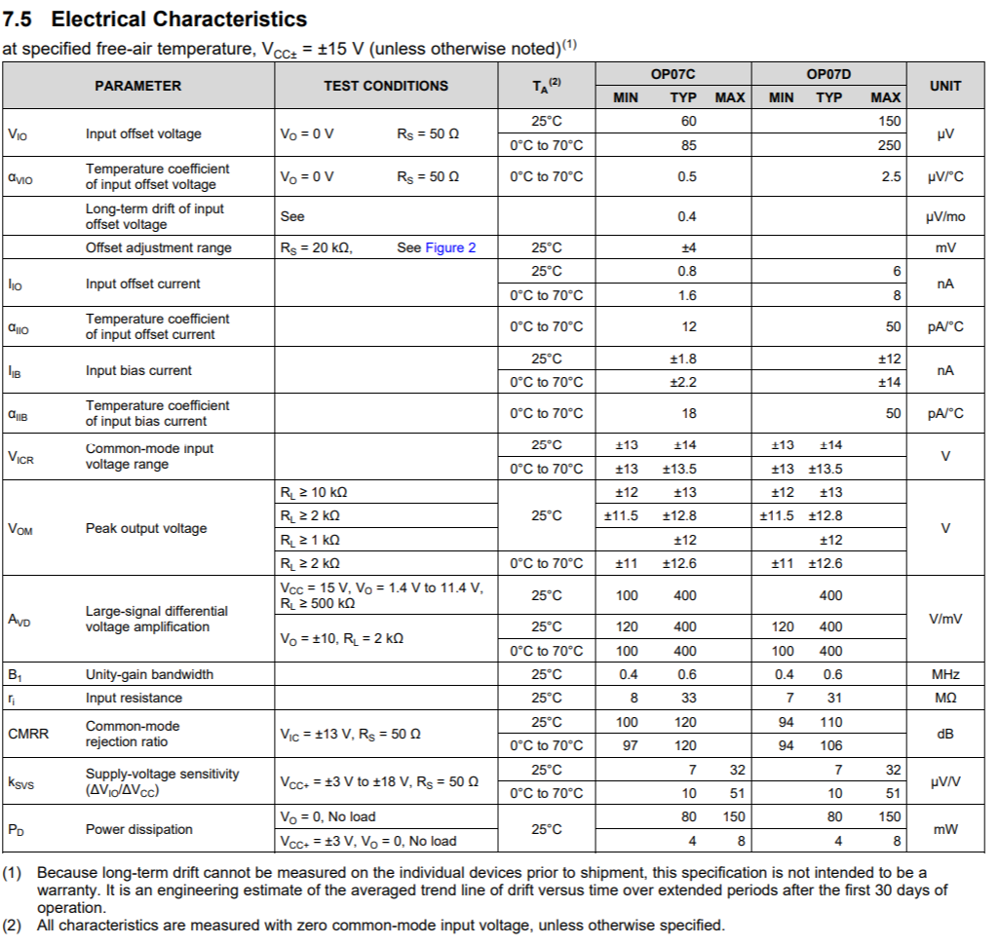 7.5 Electrical Characteristics
at specified free-air temperature, VCC± = ±15 V (unless otherwise noted)(1)
PARAMETER TEST CONDITIONS TA(2) OP07C OP07D UNIT
MIN TYP MAX MIN TYP MAX
VIO Input offset voltage VO = 0 V RS = 50 Ω 25°C 60 150 µV
0°C to 70°C 85 250
αVIO Temperature coefficient of input offset voltage VO = 0 V RS = 50 Ω 0°C to 70°C 0.5 2.5 µV/°C
Long-term drift of input offset voltage See 0.4 µV/mo
Offset adjustment range RS = 20 kΩ, See Figure 2 25°C ±4 mV
IIO Input offset current 25°C 0.8 6 nA
0°C to 70°C 1.6 8
αIIO Temperature coefficient of input offset current 0°C to 70°C 12 50 pA/°C
IIB Input bias current 25°C ±1.8 ±12 nA
0°C to 70°C ±2.2 ±14
αIIB Temperature coefficient of input bias current 0°C to 70°C 18 50 pA/°C
VICR Common-mode input voltage range 25°C ±13 ±14 ±13 ±14 V
0°C to 70°C ±13 ±13.5 ±13 ±13.5
VOM Peak output voltage RL ≥ 10 kΩ 25°C ±12 ±13 ±12 ±13 V
RL ≥ 2 kΩ ±11.5 ±12.8 ±11.5 ±12.8
RL ≥ 1 kΩ ±12 ±12
RL ≥ 2 kΩ 0°C to 70°C ±11 ±12.6 ±11 ±12.6
AVD Large-signal differential voltage amplification VCC = 15 V, VO = 1.4 V to 11.4 V, RL ≥ 500 kΩ 25°C 100 400 400 V/mV
VO = ±10, RL = 2 kΩ 25°C 120 400 120 400
0°C to 70°C 100 400 100 400
B1 Unity-gain bandwidth 25°C 0.4 0.6 0.4 0.6 MHz
ri Input resistance 25°C 8 33 7 31 MΩ
CMRR Common-mode rejection ratio VIC = ±13 V, RS = 50 Ω 25°C 100 120 94 110 dB
0°C to 70°C 97 120 94 106
kSVS Supply-voltage sensitivity (ΔVIO/ΔVCC) VCC+ = ±3 V to ±18 V, RS = 50 Ω 25°C 7 32 7 32 µV/V
0°C to 70°C 10 51 10 51
PD Power dissipation VO = 0, No load 25°C 80 150 80 150 mW
VCC+ = ±3 V, VO = 0, No load 4 8 4 8
(1) Because long-term drift cannot be measured on the individual devices prior to shipment, this specification is not intended to be a
warranty. It is an engineering estimate of the averaged trend line of drift versus time over extended periods after the first 30 days of
operation.
(2) All characteristics are measured with zero common-mode input voltage, unless otherwise specified.